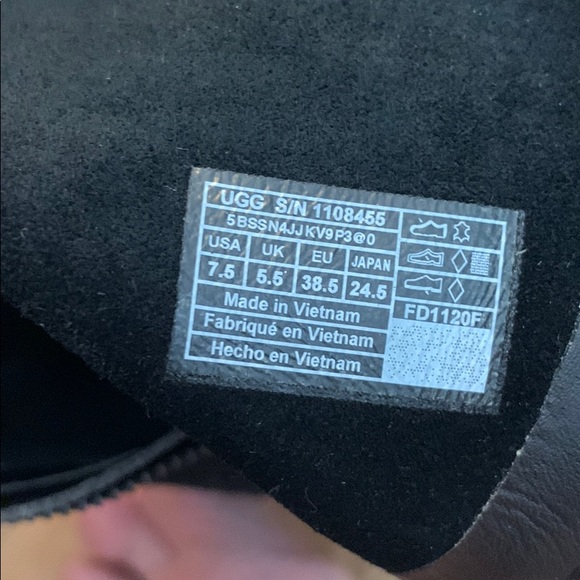 UGG S/N 1108455
5BSSN4JJKV9P3@0
USA UK EU JAPAN
7.5 5.5 38.5 24.5
Made in Vietnam
Fabriqué en Vietnam
Hecho en Vietnam
FD1120F